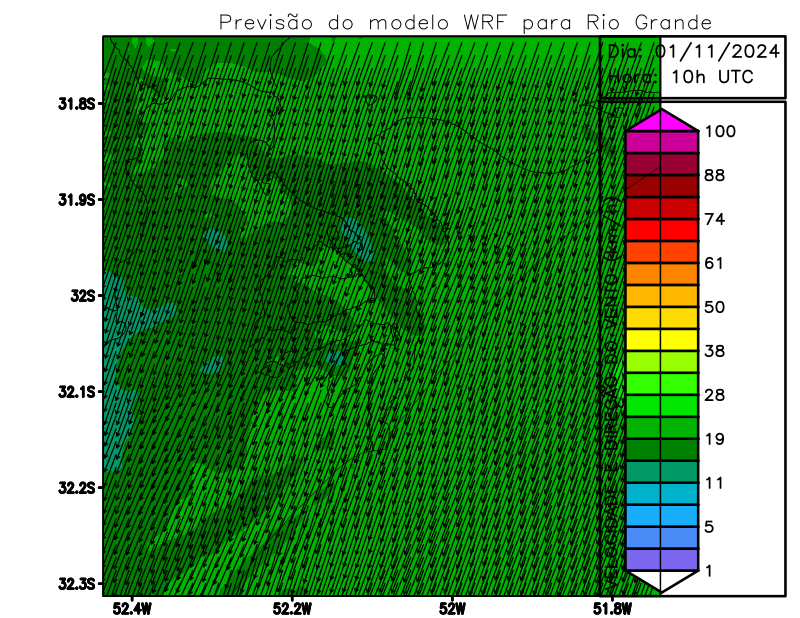 Previsão do modelo WRF para Rio Grande
Dia: 01/11/2024
Hora: 10h UTC
31.8S
31.9S
32S
32.1S
32.2S
32.3S
52.4W
52.2W
52W
51.8W
VELOCIDADE E DIREÇÃO DO VENTO (km/h)
100
88
74
61
50
38
28
19
11
5
1